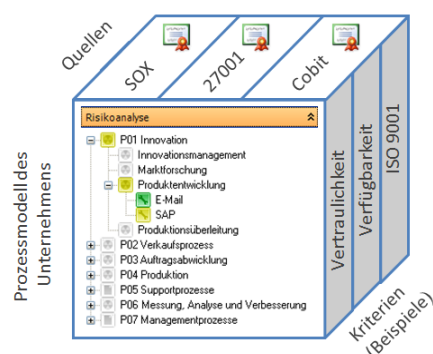 Quellen
SOX
27001
Cobit
Prozessmodell des
Unternehmens
Risikoanalyse
P01 Innovation
Innovationsmanagement
Marktforschung
Produktentwicklung
E-Mail
SAP
Produktionsüberleitung
P02 Verkaufsprozess
P03 Auftragsabwicklung
P04 Produktion
P05 Supportprozesse
P06 Messung, Analyse und Verbesserung
P07 Managementprozesse
Vertraulichkeit
Verfügbarkeit
ISO 9001
Kriterien
(Beispiele)